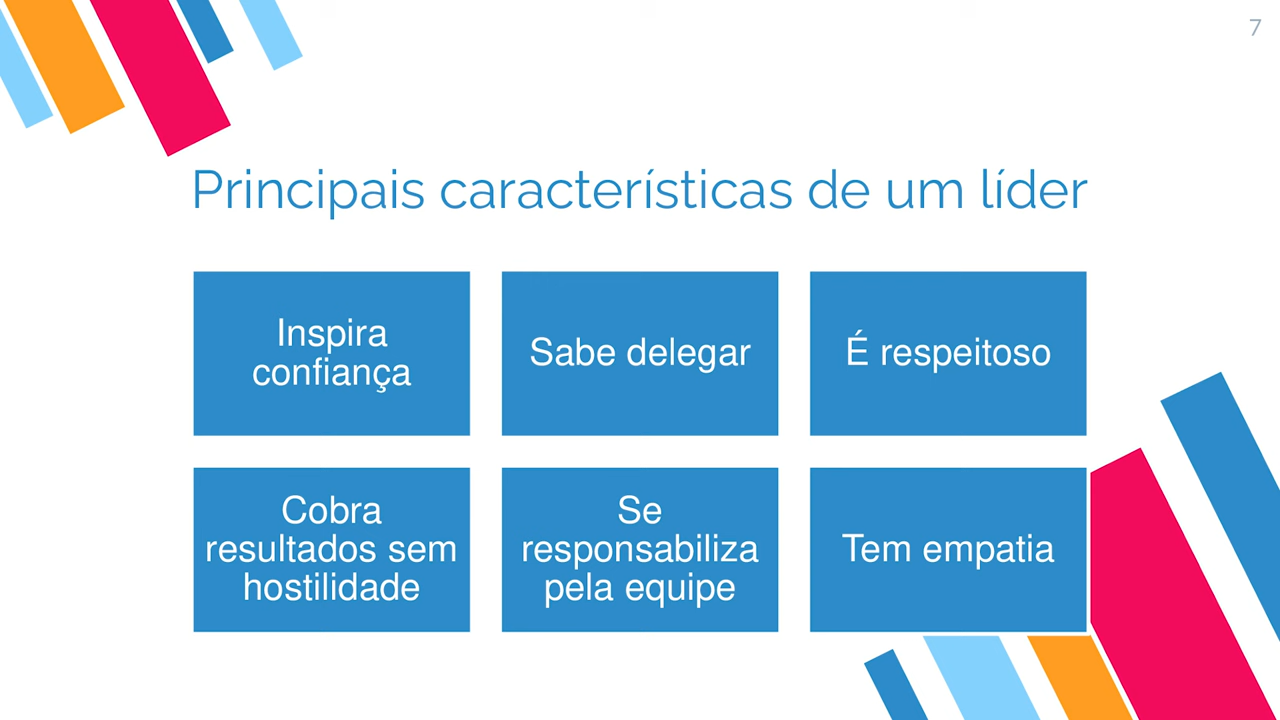 7
Principais características de um líder
Inspira
confiança
Sabe delegar
É respeitoso
Cobra
resultados sem
hostilidade
Se
responsabiliza
pela equipe
Tem empatia